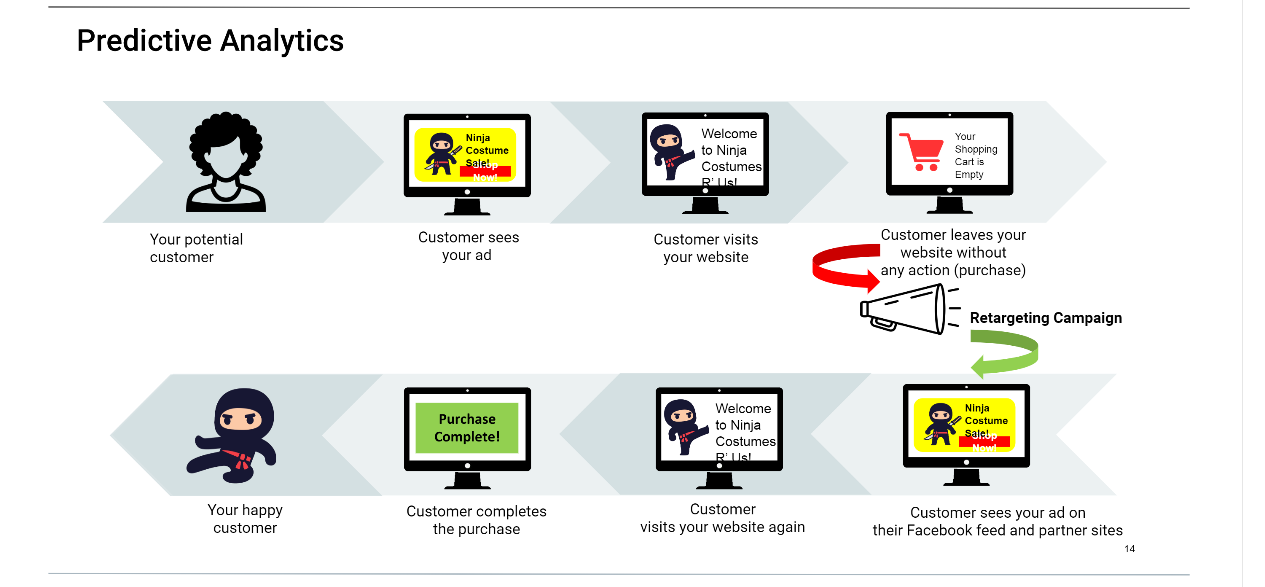 Predictive Analytics
Ninja
Costume
Sale!
Now!
Welcome
to Ninja
Costumes
R' Us!
Your
Shopping
Cart is
Empty
Your potential
customer
Customer sees
your ad
Customer visits
your website
Customer leaves your
website without
any action (purchase)
Retargeting Campaign
Purchase
Complete!
Welcome
to Ninja
Costumes
R' Us!
Ninja
Costume
Sale!
Now!
Your happy
customer
Customer completes
the purchase
Customer
visits your website again
Customer sees your ad on
their Facebook feed and partner sites
14